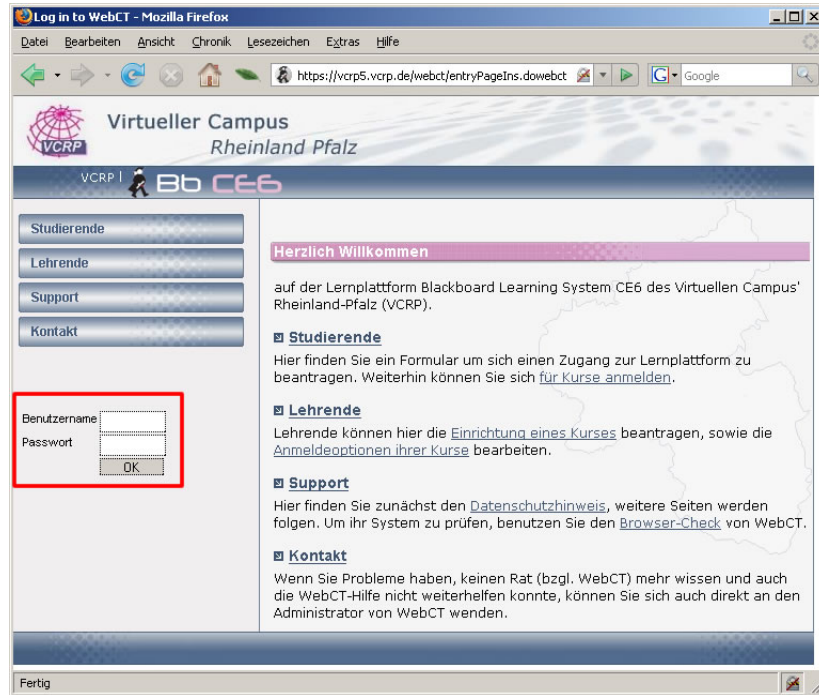 Log in to WebCT - Mozilla Firefox
Datei Bearbeiten Ansicht Chronik Lesezeichen Extras Hilfe
https://vcrp5.vcrp.de/webct/entryPageIns.dowebct
G Google
Virtueller Campus
Rheinland Pfalz
VCRP
VCRP | Bb CE6
Studierende
Lehrende
Support
Kontakt
Benutzername
Passwort
OK
Herzlich Willkommen
auf der Lernplattform Blackboard Learning System CE6 des Virtuellen Campus'
Rheinland-Pfalz (VCRP).
Studierende
Hier finden Sie ein Formular um sich einen Zugang zur Lernplattform zu
beantragen. Weiterhin können Sie sich für Kurse anmelden.
Lehrende
Lehrende können hier die Einrichtung eines Kurses beantragen, sowie die
Anmeldeoptionen ihrer Kurse bearbeiten.
Support
Hier finden Sie zunächst den Datenschutzhinweis, weitere Seiten werden
folgen. Um ihr System zu prüfen, benutzen Sie den Browser-Check von WebCT.
Kontakt
Wenn Sie Probleme haben, keinen Rat (bzgl. WebCT) mehr wissen und auch
die WebCT-Hilfe nicht weiterhelfen konnte, können Sie sich auch direkt an den
Administrator von WebCT wenden.
Fertig